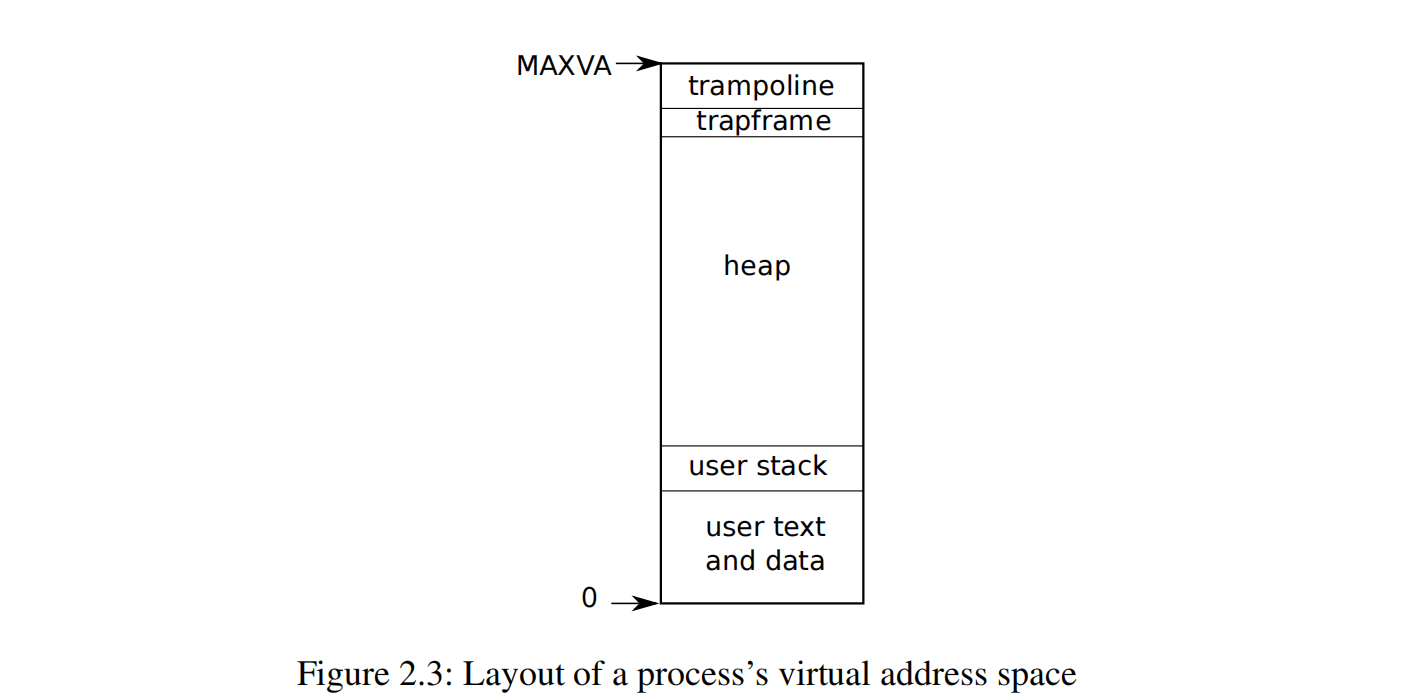 MAXVA
trampoline
trapframe
heap
user stack
user text
and data
0
Figure 2.3: Layout of a process’s virtual address space